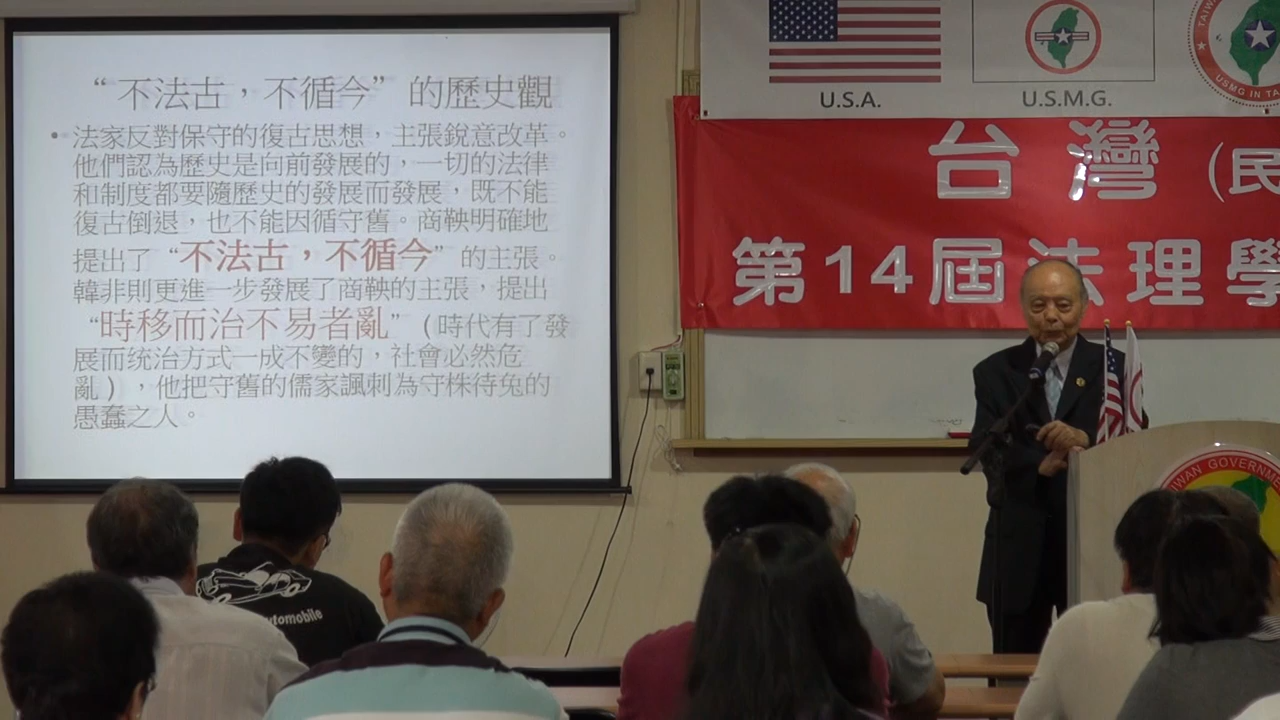 “不法古，不循今”的歷史觀
• 法家反對保守的復古思想，主張銳意改革。
他們認為歷史是向前發展的，一切的法律
和制度都要隨歷史的發展而發展，既不能
復古倒退，也不能因循守舊。商鞅明確地
提出了“不法古，不循今”的主張。
韓非則更進一步發展了商鞅的主張，提出
“時移而治不易者亂”(時代有了發
展而统治方式一成不變的，社會必然危
亂)，他把守舊的儒家諷刺為守株待兔的
愚蠢之人。
U.S.A.
U.S.M.G.
USMG IN TA
台灣(民
第14屆法理學
TAIWAN GOVERNME
utomobile